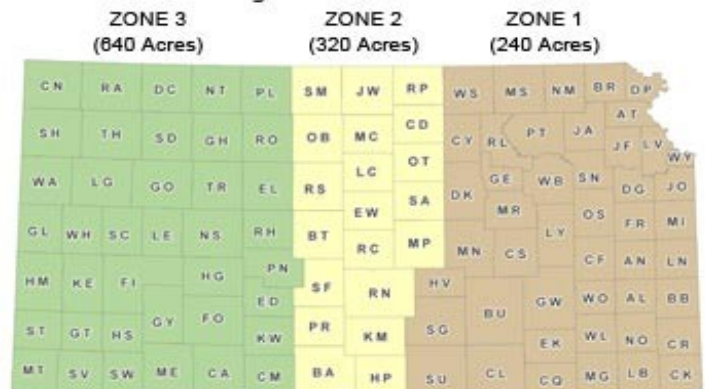 ZONE 3 ZONE 2 ZONE 1
(640 Acres) (320 Acres) (240 Acres)
CN RA DC NT PL SM JW RP WS MS NM BR DP
AT
SH TH SD GH RO OB MC CD CY RL PT JA JF LV
WY
WA LG GO TR EL RS LC OT DK GE WB SN DG JO
EW SA MR OS
GL WH SC LE NS RH BT RC MP MN CS LY FR MI
CF AN LN
HM KE FI HG PN SF RN HV BU GW WO AL BB
ED
ST GT HS GY FO KW PR KM SG EK WL NO CR
MT SV SW ME CA CM BA HP SU CL CQ MG LB CK